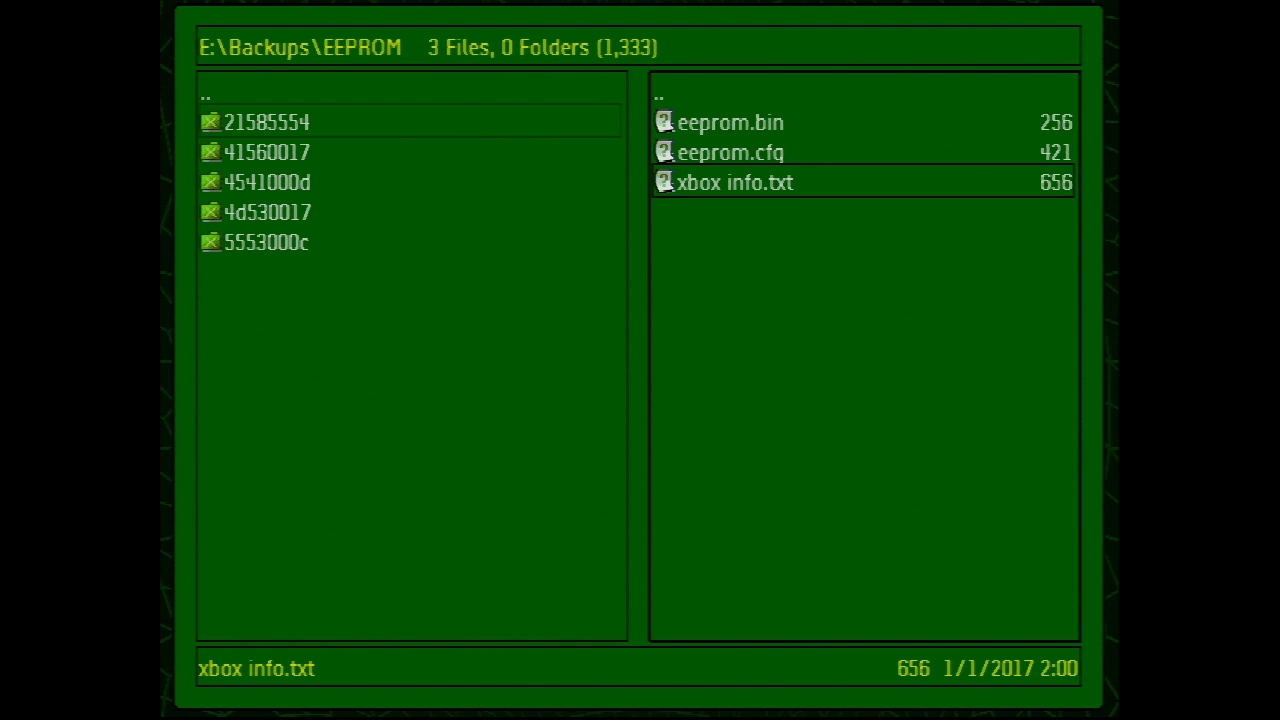 E:\Backups\EEPROM 3 Files, 0 Folders (1,333)
..
21585554
41560017
4541000d
4d530017
5553000c
..
eeprom.bin 256
eeprom.cfg 421
xbox info.txt 656
xbox info.txt 656 1/1/2017 2:00